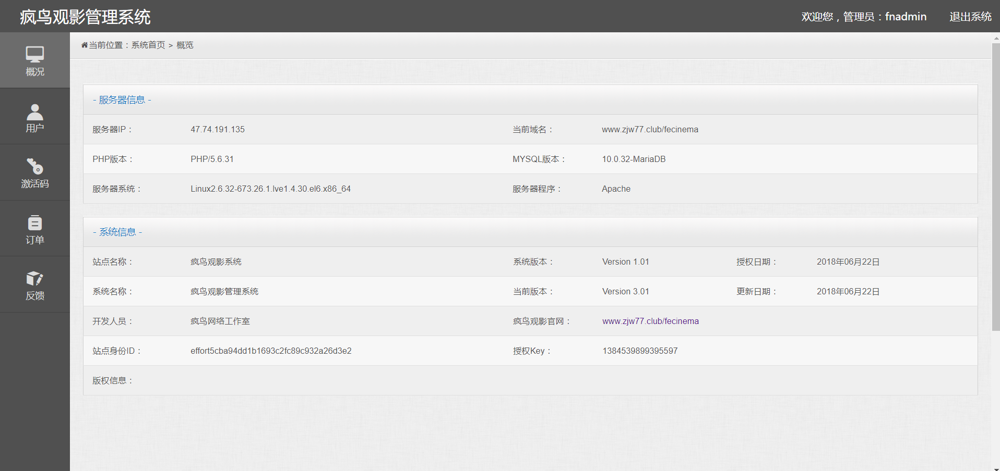 疯鸟观影管理系统
欢迎您，管理员：fnadmin 退出系统
当前位置：系统首页 > 概览
概况
用户
激活码
订单
反馈
- 服务器信息 -
服务器IP： 47.74.191.135 当前域名： www.zjw77.club/fecinema
PHP版本： PHP/5.6.31 MYSQL版本： 10.0.32-MariaDB
服务器系统： Linux2.6.32-673.26.1.lve1.4.30.el6.x86_64 服务器程序： Apache
- 系统信息 -
站点名称： 疯鸟观影系统 系统版本： Version 1.01 授权日期： 2018年06月22日
系统名称： 疯鸟观影管理系统 当前版本： Version 3.01 更新日期： 2018年06月22日
开发人员： 疯鸟网络工作室 疯鸟观影官网： www.zjw77.club/fecinema
站点身份ID： effort5cba94dd1b1693c2fc89c932a26d3e2 授权Key： 1384539899395597
版权信息：